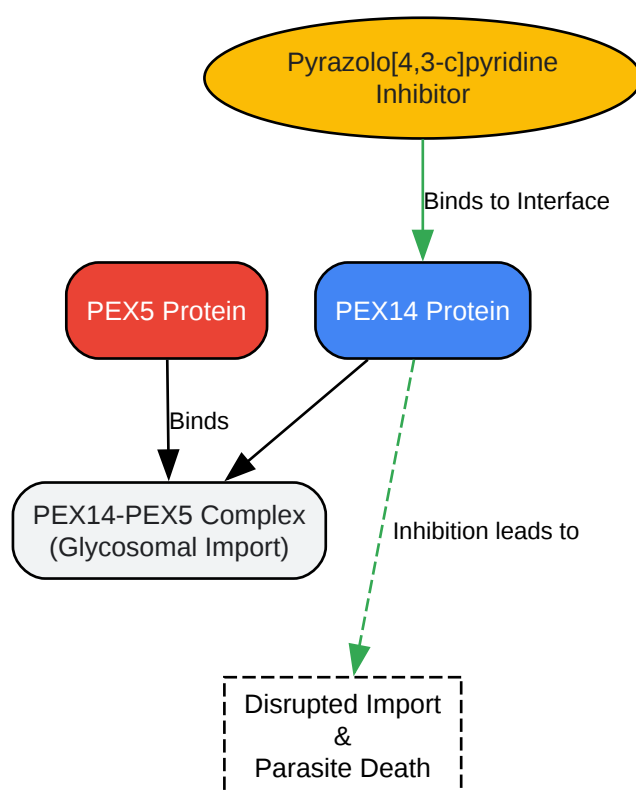 Pyrazolo[4,3-c]pyridine
Inhibitor
Binds to Interface
PEX5 Protein
PEX14 Protein
Binds
PEX14-PEX5 Complex
(Glycosomal Import)
Inhibition leads to
Disrupted Import
&
Parasite Death